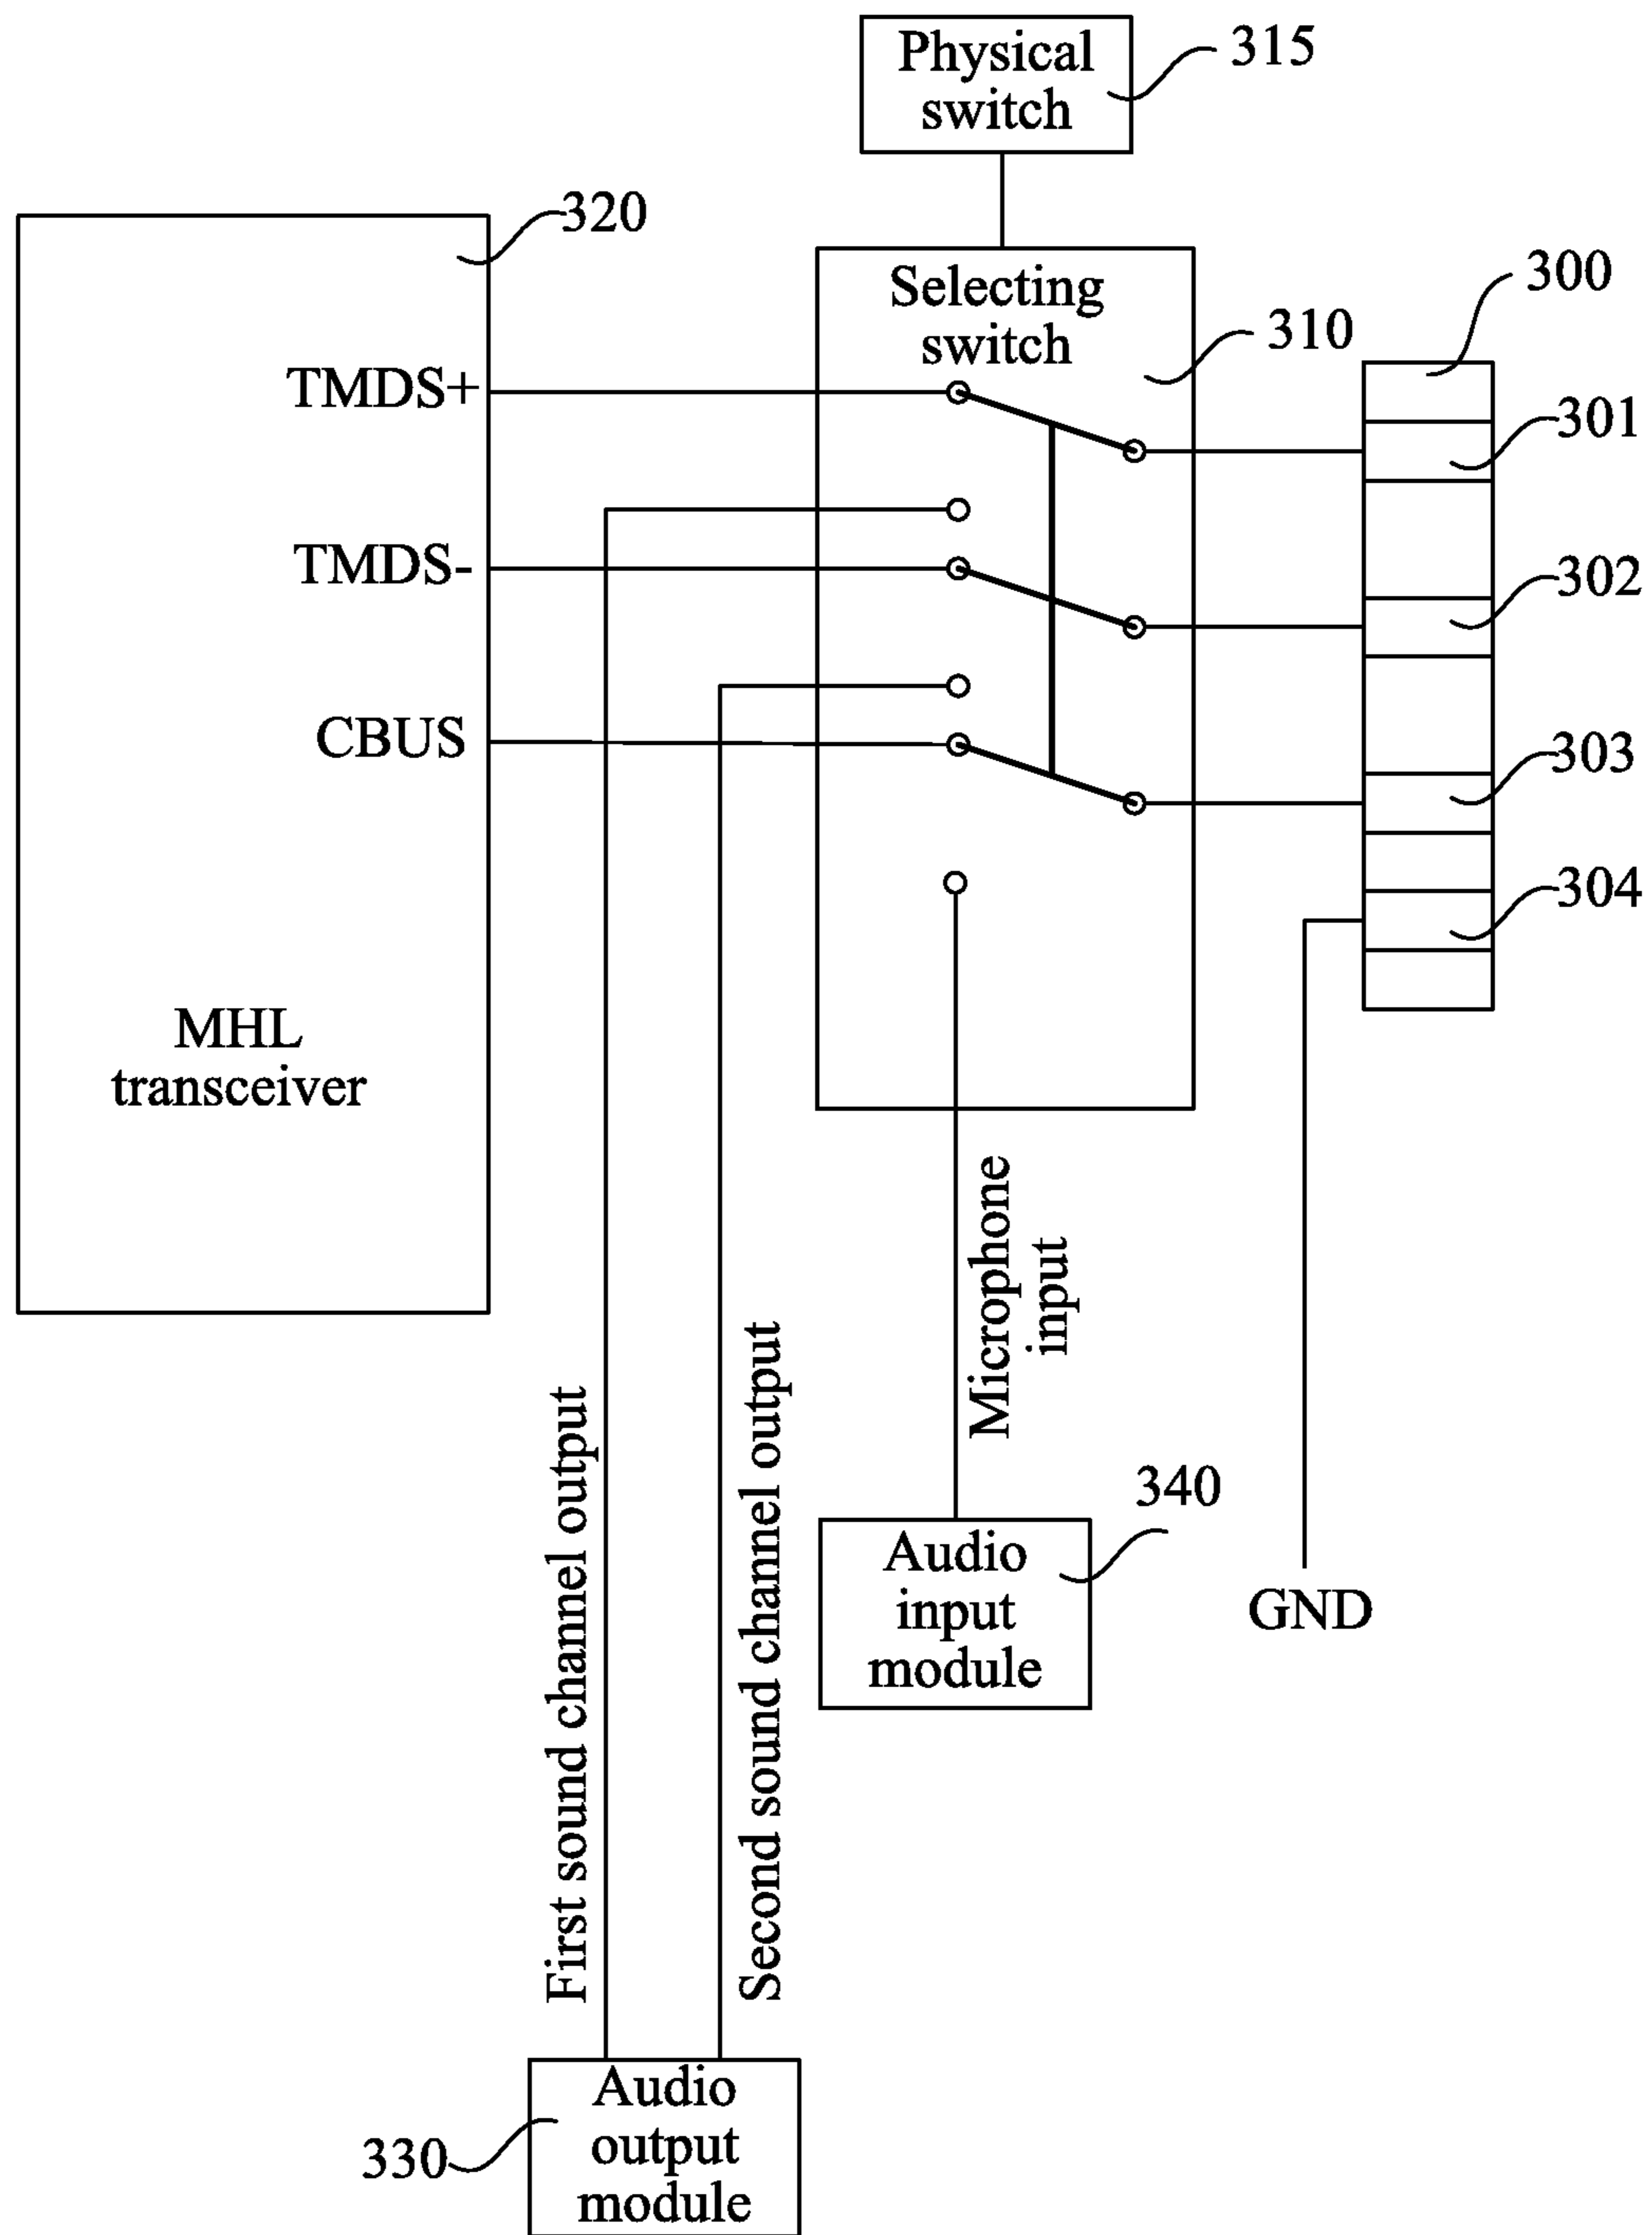 Physical
switch
315
320
Selecting
switch
310
300
TMDS+
301
TMDS-
302
CBUS
303
304
MHL
transceiver
Microphone
input
First sound channel output
Second sound channel output
340
Audio
input
module
GND
Audio
output
module
330